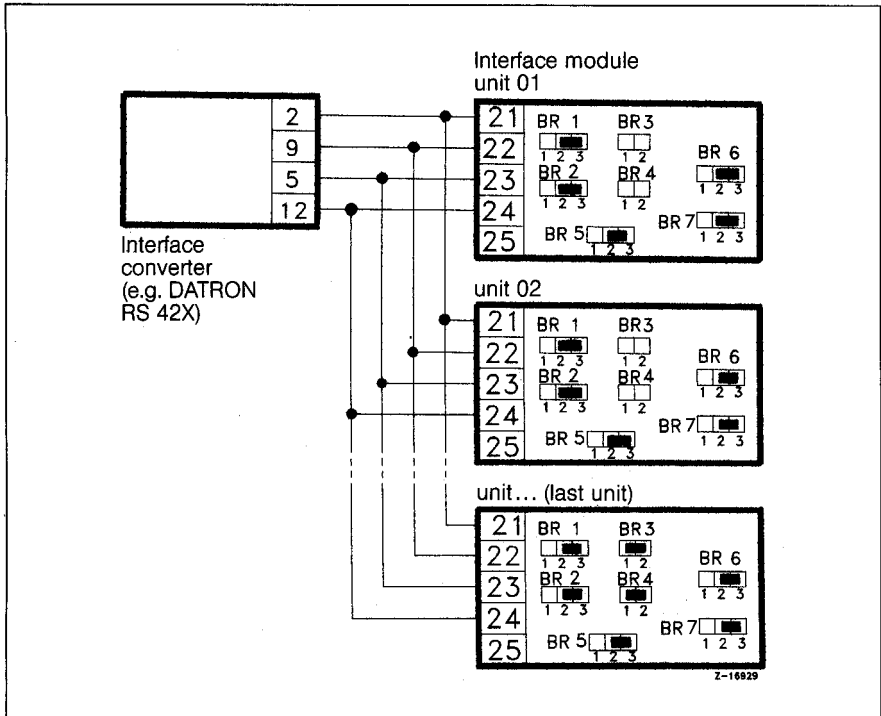 Interface module
unit 01
2
9
5
12
Interface
converter
(e.g. DATRON
RS 42X)
21
22
23
24
25
BR 1
1 2 3
BR3
1 2
BR 2
1 2 3
BR 4
1 2
BR 6
1 2 3
BR 7
1 2 3
BR 5
1 2 3
unit 02
21
22
23
24
25
BR 1
1 2 3
BR3
1 2
BR 2
1 2 3
BR4
1 2
BR 6
1 2 3
BR 7
1 2 3
BR 5
1 2 3
unit... (last unit)
21
22
23
24
25
BR 1
1 2 3
BR3
1 2
BR 2
1 2 3
BR4
1 2
BR 6
1 2 3
BR 7
1 2 3
BR 5
1 2 3
Z-16929